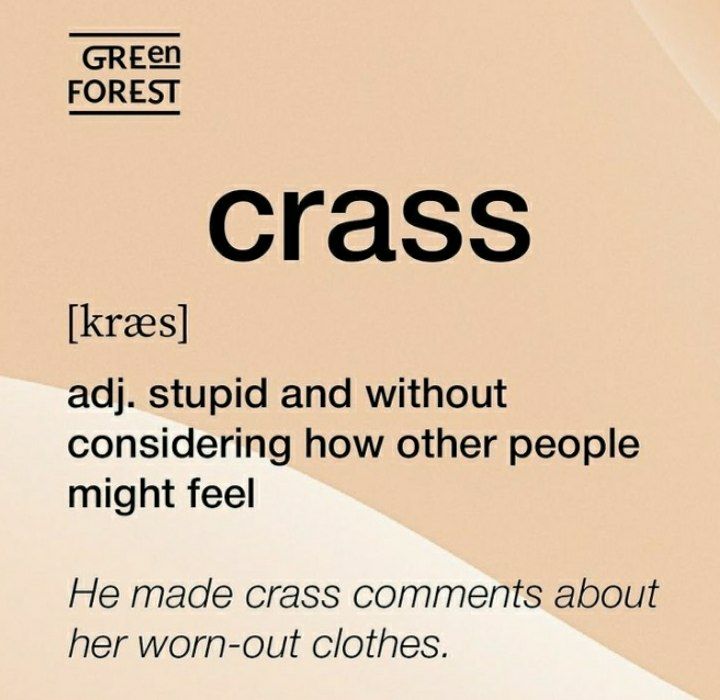 GREen
FOREST
crass
[kræs]
adj. stupid and without
considering how other people
might feel
He made crass comments about
her worn-out clothes.